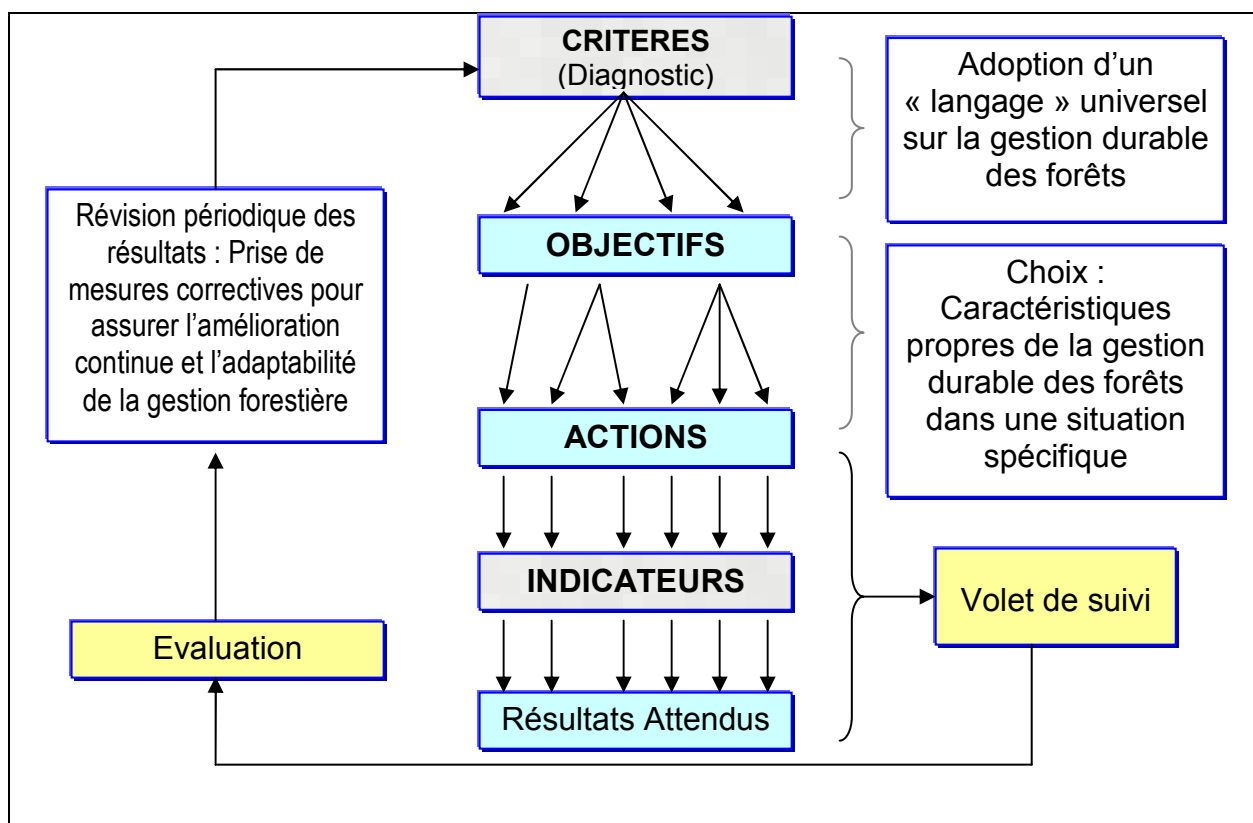 CRITERES
(Diagnostic)
Adoption d’un
« langage » universel
sur la gestion durable
des forêts
Révision périodique des
résultats : Prise de
mesures correctives pour
assurer l’amélioration
continue et l’adaptabilité
de la gestion forestière
OBJECTIFS
Choix :
Caractéristiques
propres de la gestion
durable des forêts
dans une situation
spécifique
ACTIONS
INDICATEURS
Volet de suivi
Evaluation
Résultats Attendus